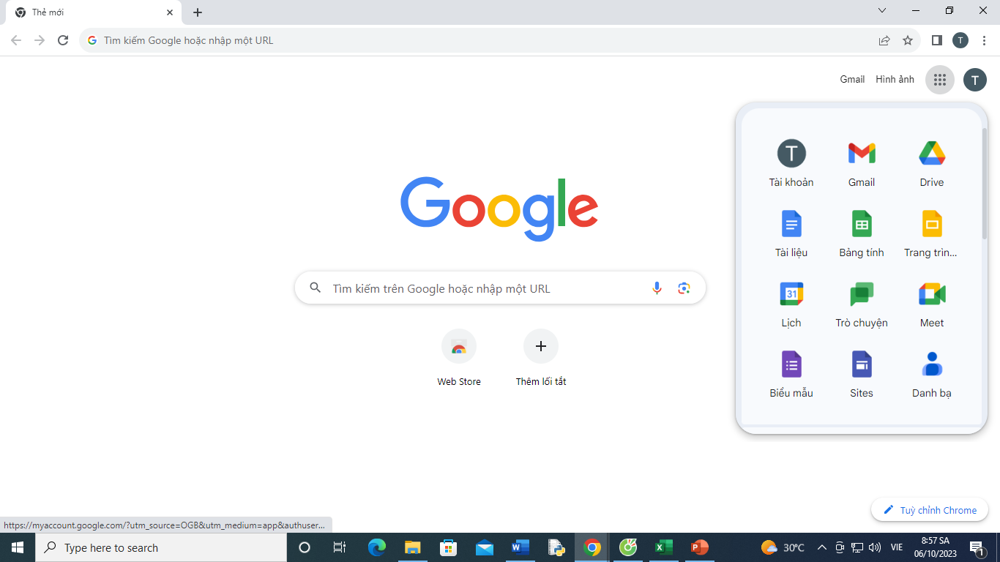 Thẻ mới
Tìm kiếm Google hoặc nhập một URL
T
Gmail Hình ảnh T
T
Tài khoản Gmail Drive
Tài liệu Bảng tính Trang trìn...
31
Lịch Trò chuyện Meet
Biểu mẫu Sites Danh bạ
Google
Tìm kiếm trên Google hoặc nhập một URL
Web Store Thêm lối tắt
Tuỳ chỉnh Chrome
https://myaccount.google.com/?utm_source=OGB&utm_medium=app&authuser...
Type here to search
30°C
VIE
8:57 SA
06/10/2023
1